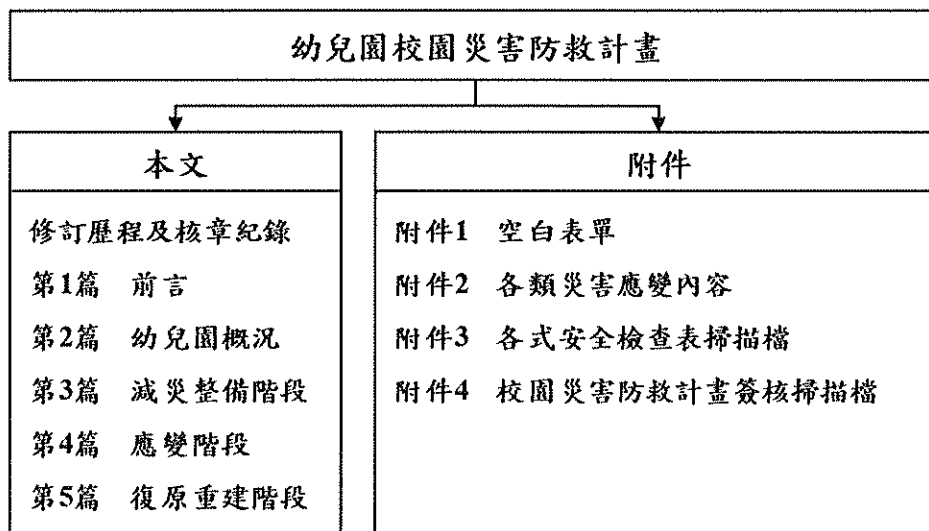 幼兒園校園災害防救計畫
本文
修訂歷程及核章紀錄
第1篇 前言
第2篇 幼兒園概況
第3篇 減災整備階段
第4篇 應變階段
第5篇 復原重建階段
附件
附件1 空白表單
附件2 各類災害應變內容
附件3 各式安全檢查表掃描檔
附件4 校園災害防救計畫簽核掃描檔